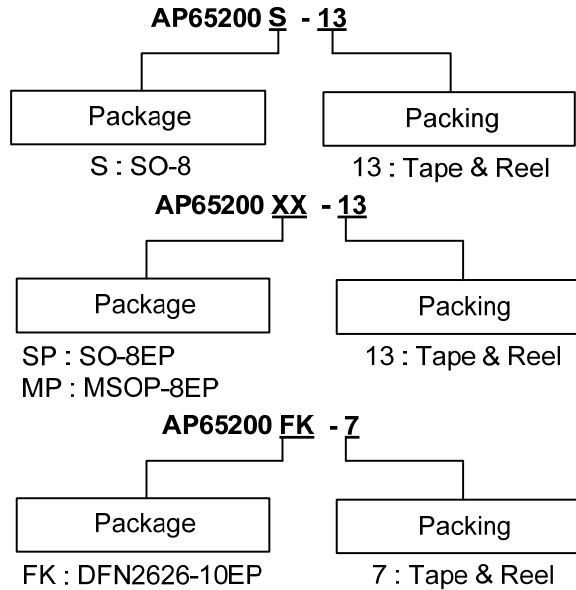 AP65200 S - 13
Package
Packing
S : SO-8
13 : Tape & Reel
AP65200 XX - 13
Package
Packing
SP : SO-8EP
13 : Tape & Reel
MP : MSOP-8EP
AP65200 FK - 7
Package
Packing
FK : DFN2626-10EP
7 : Tape & Reel